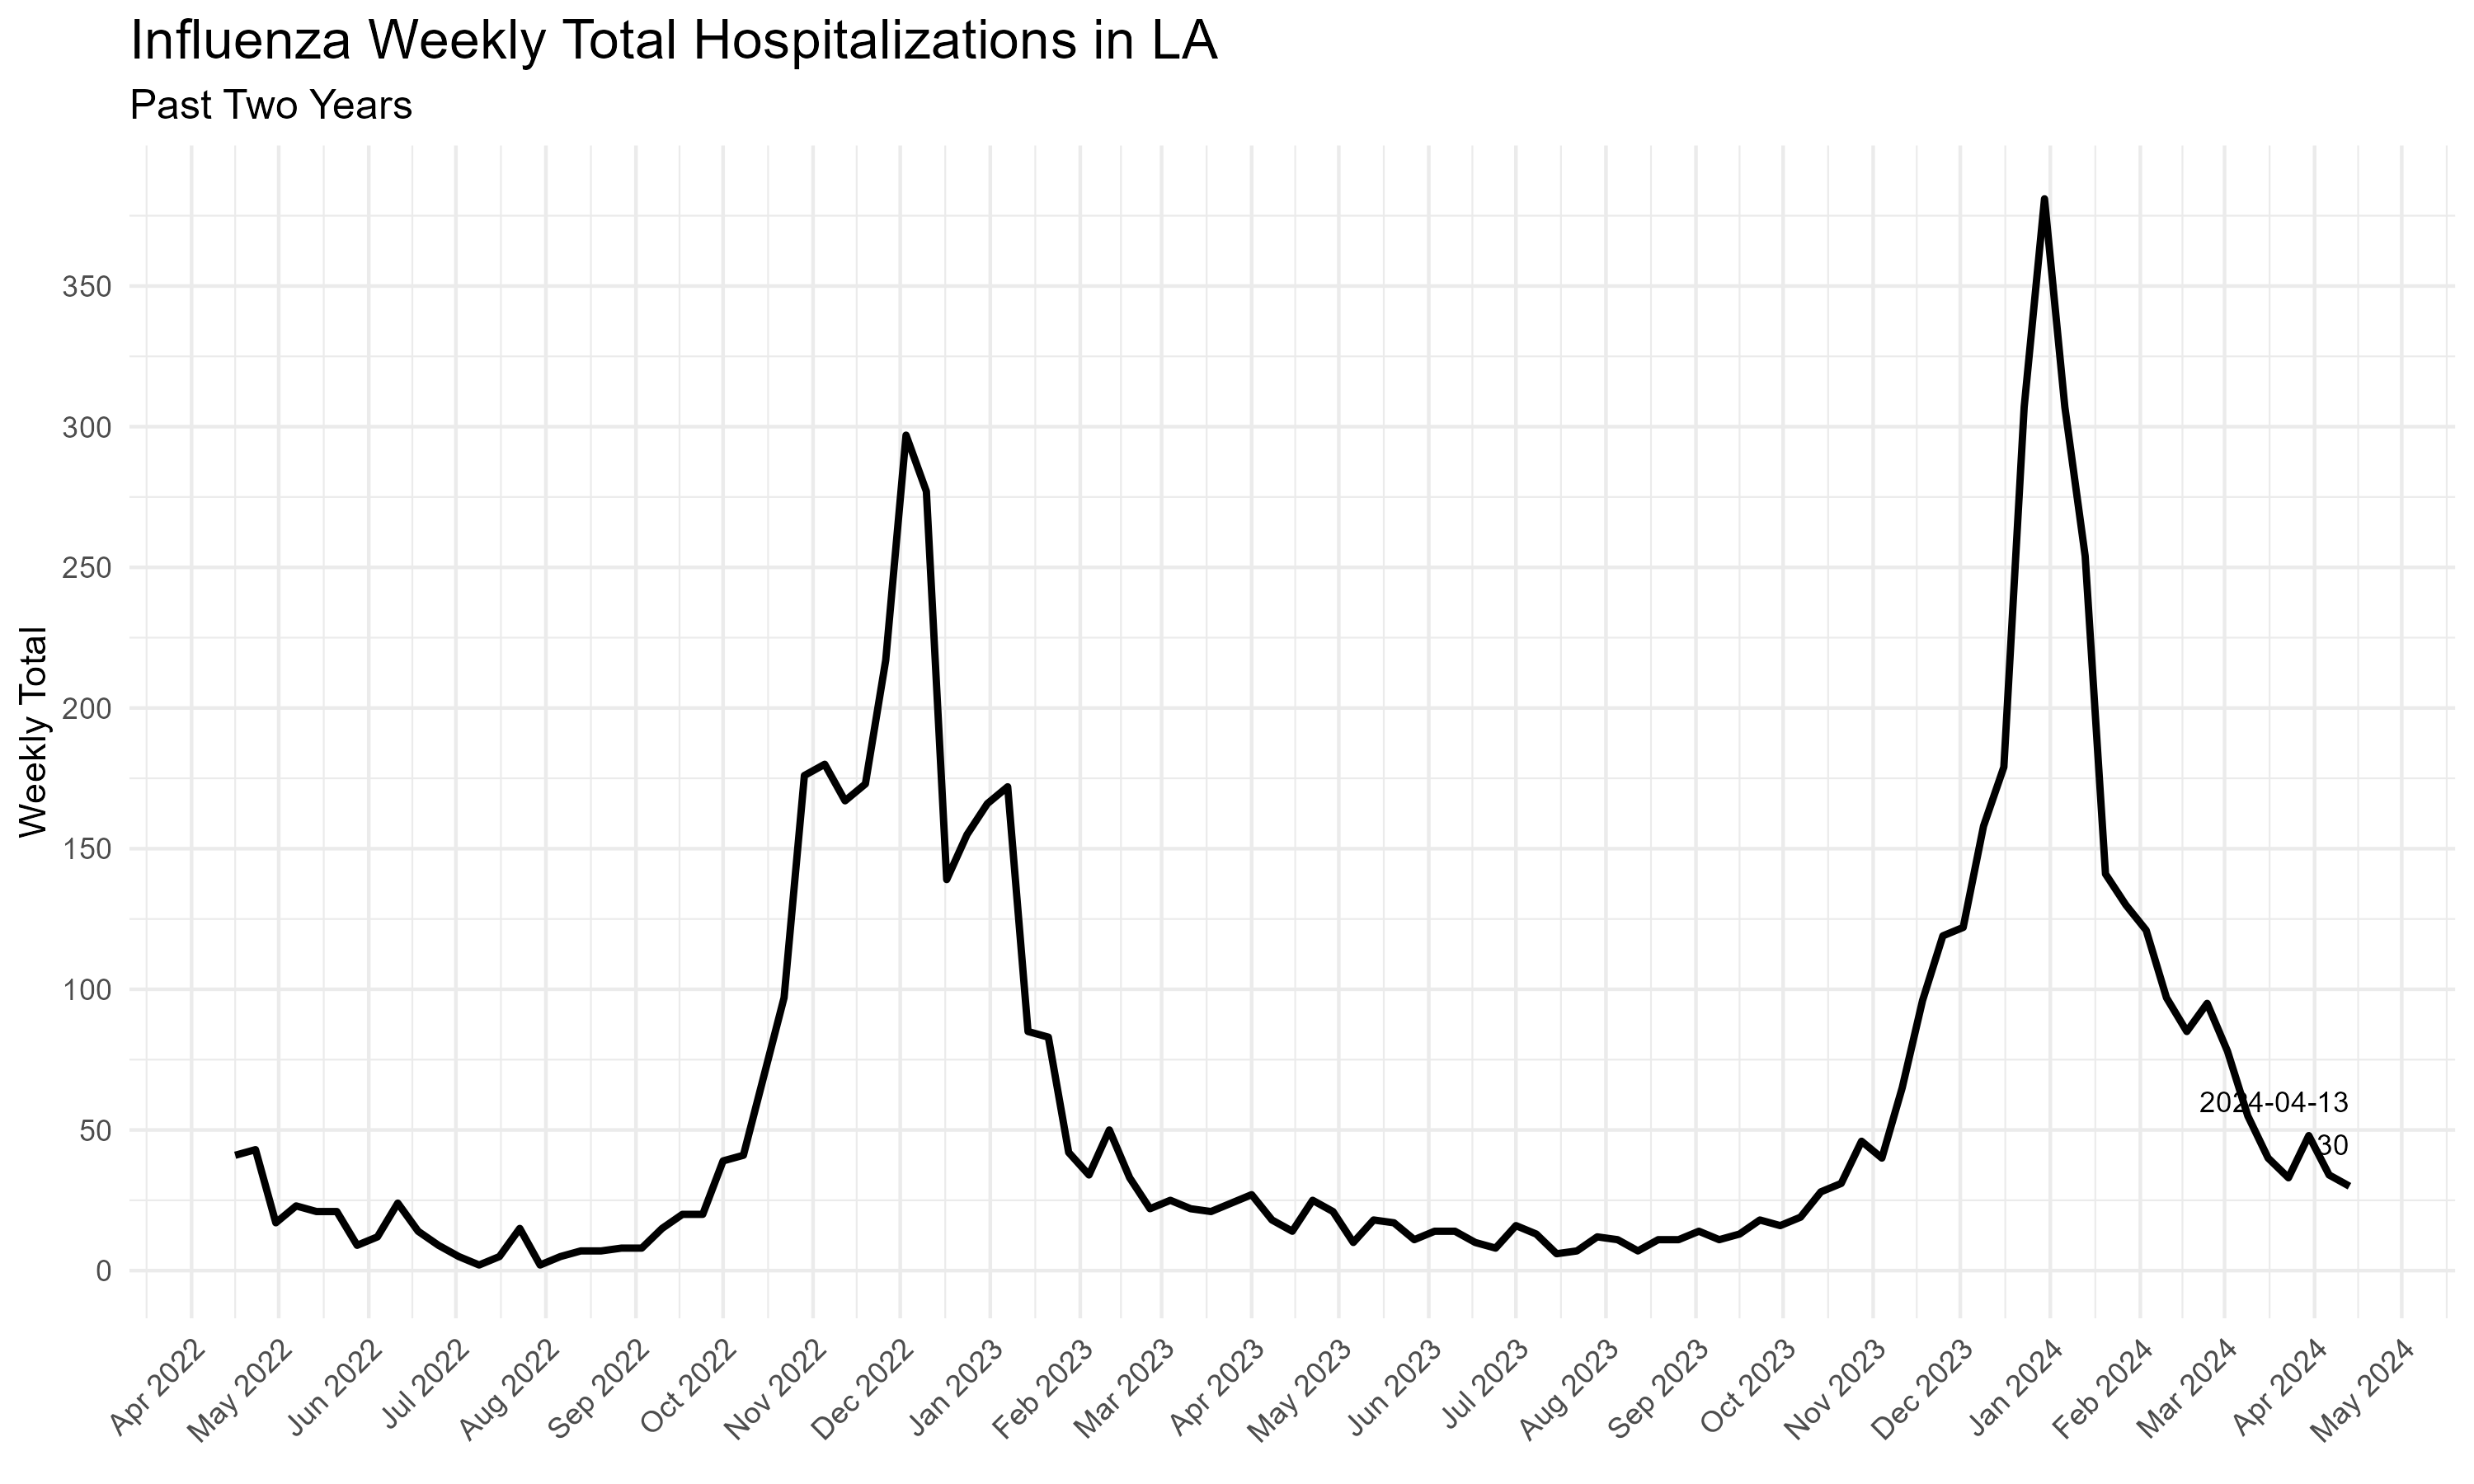 Influenza Weekly Total Hospitalizations in LA
Past Two Years
Weekly Total
350
300
250
200
150
100
50
0
2024-04-13
30
Apr 2022
May 2022
Jun 2022
Jul 2022
Aug 2022
Sep 2022
Oct 2022
Nov 2022
Dec 2022
Jan 2023
Feb 2023
Mar 2023
Apr 2023
May 2023
Jun 2023
Jul 2023
Aug 2023
Sep 2023
Oct 2023
Nov 2023
Dec 2023
Jan 2024
Feb 2024
Mar 2024
Apr 2024
May 2024